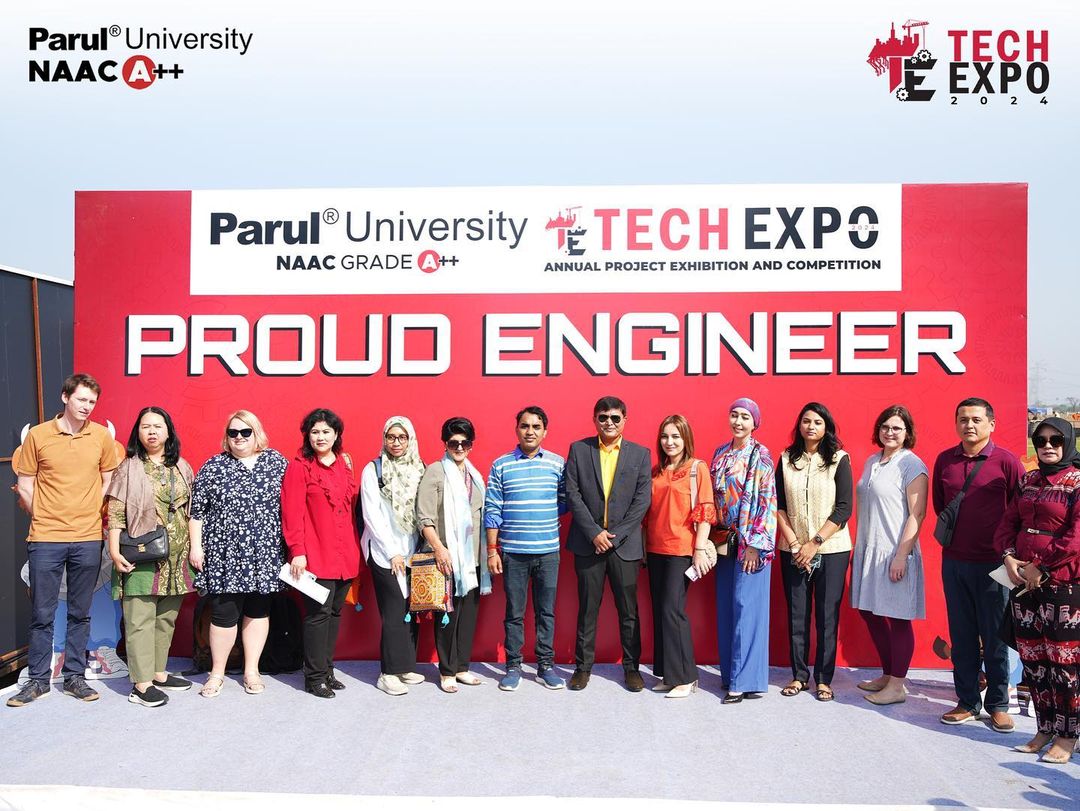 Parul® University
NAAC A++
TECH
EXPO
2024
Parul® University
NAAC GRADE A++
TECH EXPO
2024
ANNUAL PROJECT EXHIBITION AND COMPETITION
PROUD ENGINEER